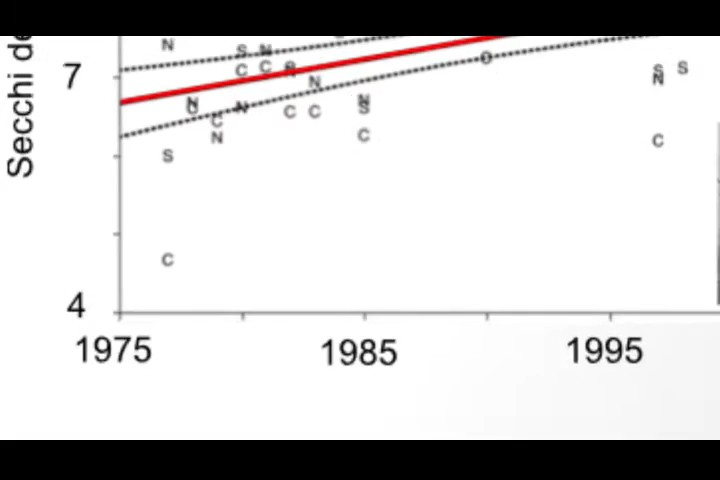 Secchi de
7
4
1975 1985 1995
N
S N
C C S
N N S
N S N
C N C C S
C
N C C
S
C